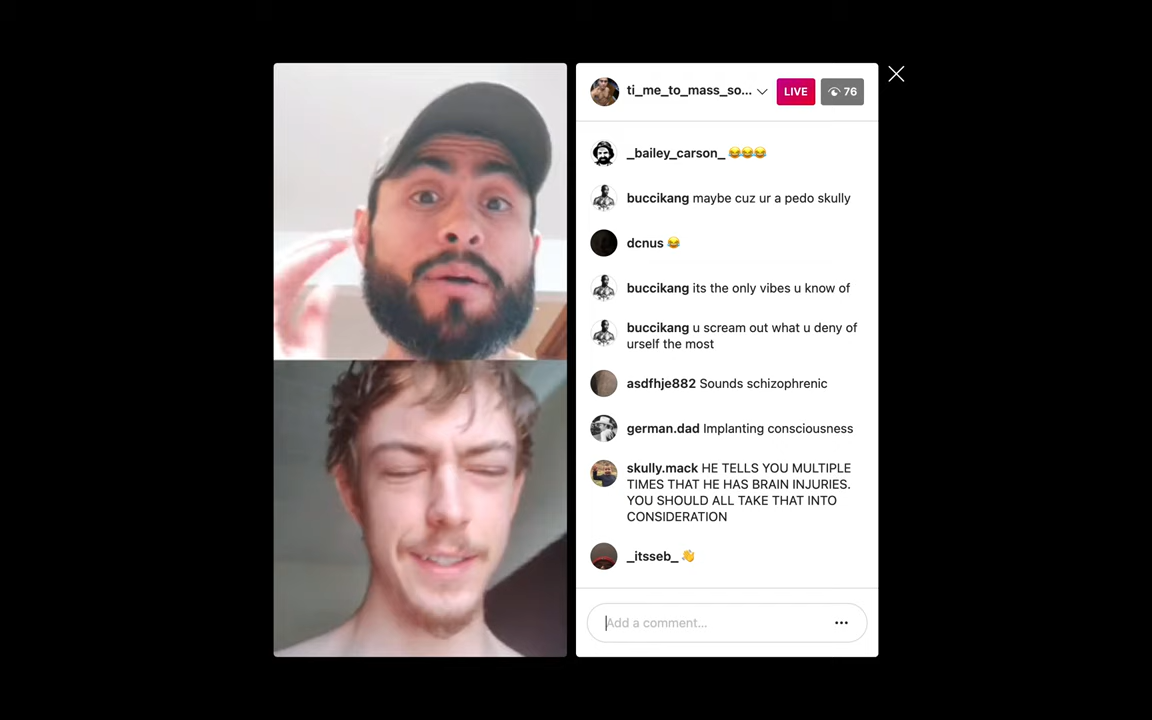 ti_me_to_mass_so... LIVE 76
_bailey_carson_ 😂😂😂
buccikang maybe cuz ur a pedo skully
dcnus 😂
buccikang its the only vibes u know of
buccikang u scream out what u deny of
urself the most
asdfhje882 Sounds schizophrenic
german.dad Implanting consciousness
skully.mack HE TELLS YOU MULTIPLE
TIMES THAT HE HAS BRAIN INJURIES.
YOU SHOULD ALL TAKE THAT INTO
CONSIDERATION
_itsseb_ 👋
Add a comment...